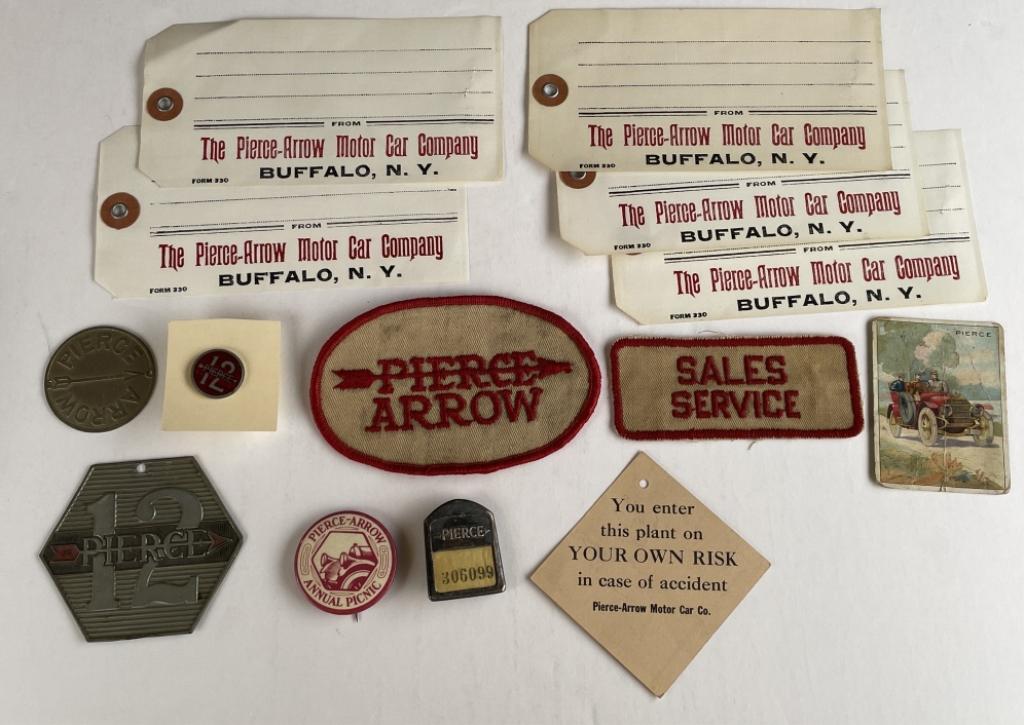 FROM
The Pierce-Arrow Motor Car Company
BUFFALO, N. Y.
FORM 330
FROM
The Pierce-Arrow Motor Car Company
BUFFALO, N. Y.
FORM 330
FROM
The Pierce-Arrow Motor Car Company
BUFFALO, N. Y.
FORM 330
FROM
The Pierce-Arrow Motor Car Company
BUFFALO, N. Y.
FORM 330
FROM
The Pierce-Arrow Motor Car Company
BUFFALO, N. Y.
FORM 330
PIERCE
ARROW
12
PIERCE
PIERCE
ARROW
SALES
SERVICE
PIERCE
12
PIERCE
PIERCE-ARROW
ANNUAL PICNIC
PIERCE
306099
You enter
this plant on
YOUR OWN RISK
in case of accident
Pierce-Arrow Motor Car Co.